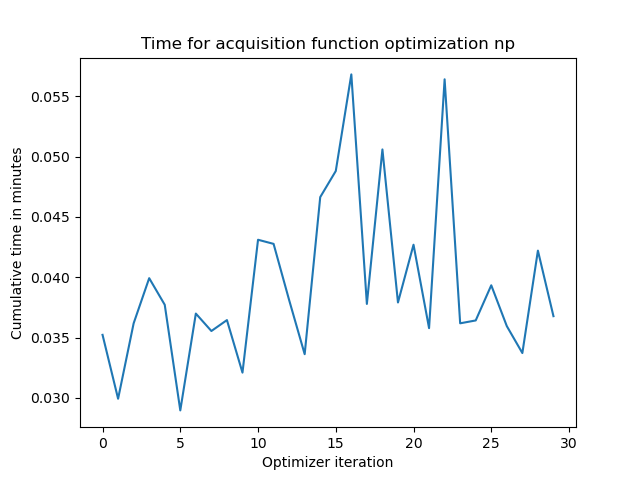 Time for acquisition function optimization np
Cumulative time in minutes
0.055
0.050
0.045
0.040
0.035
0.030
0 5 10 15 20 25 30
Optimizer iteration